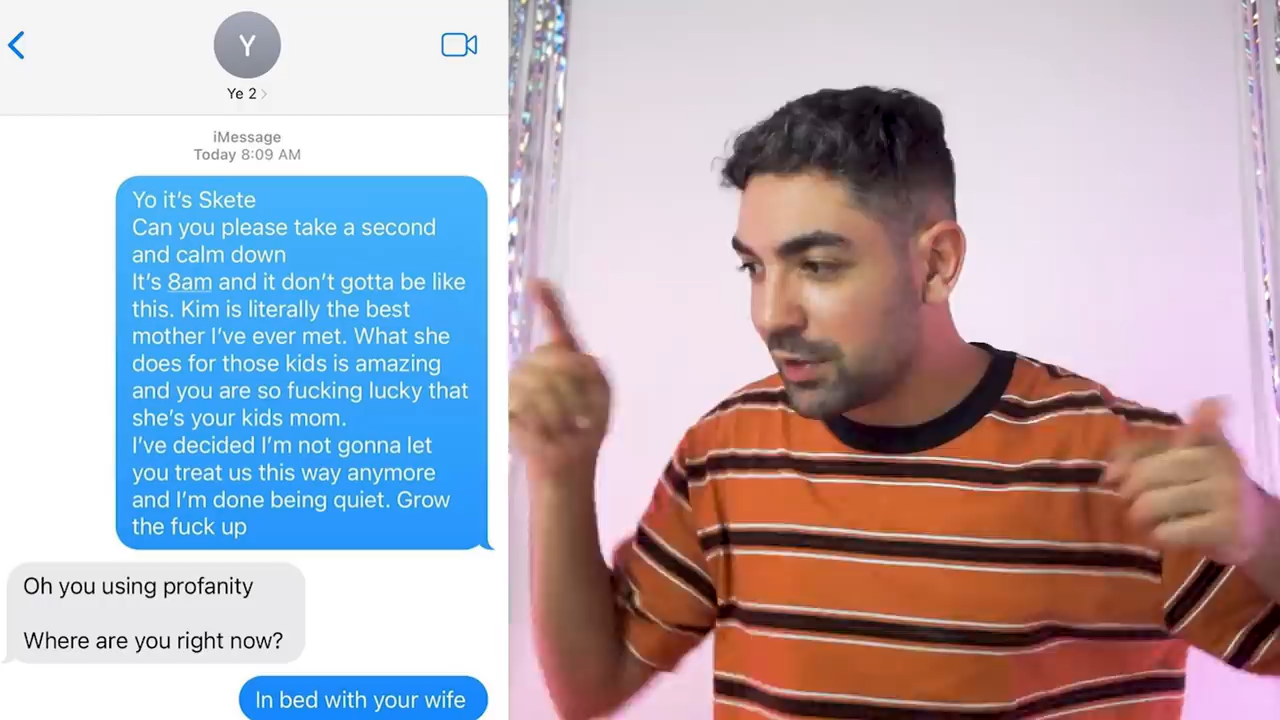 Y
Ye 2
iMessage
Today 8:09 AM
Yo it's Skete
Can you please take a second
and calm down
It's 8am and it don't gotta be like
this. Kim is literally the best
mother I've ever met. What she
does for those kids is amazing
and you are so fucking lucky that
she's your kids mom.
I've decided I'm not gonna let
you treat us this way anymore
and I'm done being quiet. Grow
the fuck up
Oh you using profanity
Where are you right now?
In bed with your wife